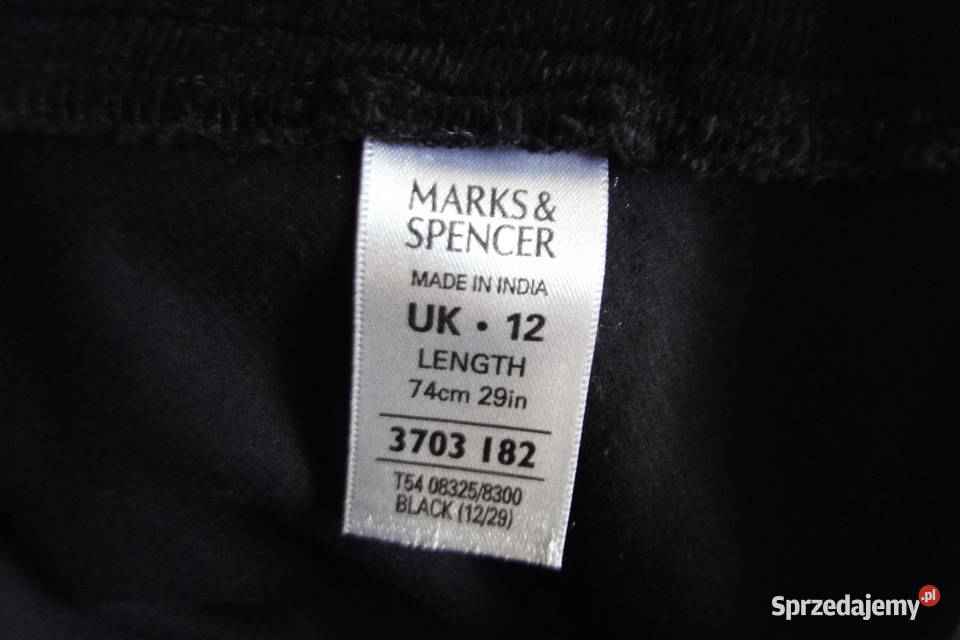 MARKS &
SPENCER
MADE IN INDIA
UK • 12
LENGTH
74cm 29in
3703 182
T54 08325/8300
BLACK (12/29)
Sprzedajemy.pl